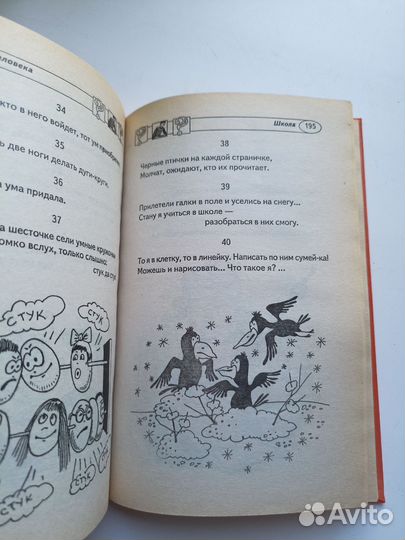 еловека
34
кто в него войдет, тот ум приобретет
35
ь две ноги делать дуги-круги.
36
а ума придала.
37
а шесточке сели умные кружочки
омко вслух, только слышно:
стук да стук
СТУК
СТУК
СТУК
СТУК
Школа 195
38
Черные птички на каждой страничке,
Молчат, ожидают, кто их прочитает.
39
Прилетели галки в поле и уселись на снегу...
Стану я учиться в школе —
разобраться в них смогу.
40
То я в клетку, то в линейку. Написать по ним сумей-ка!
Можешь и нарисовать... Что такое я? ...
Avito